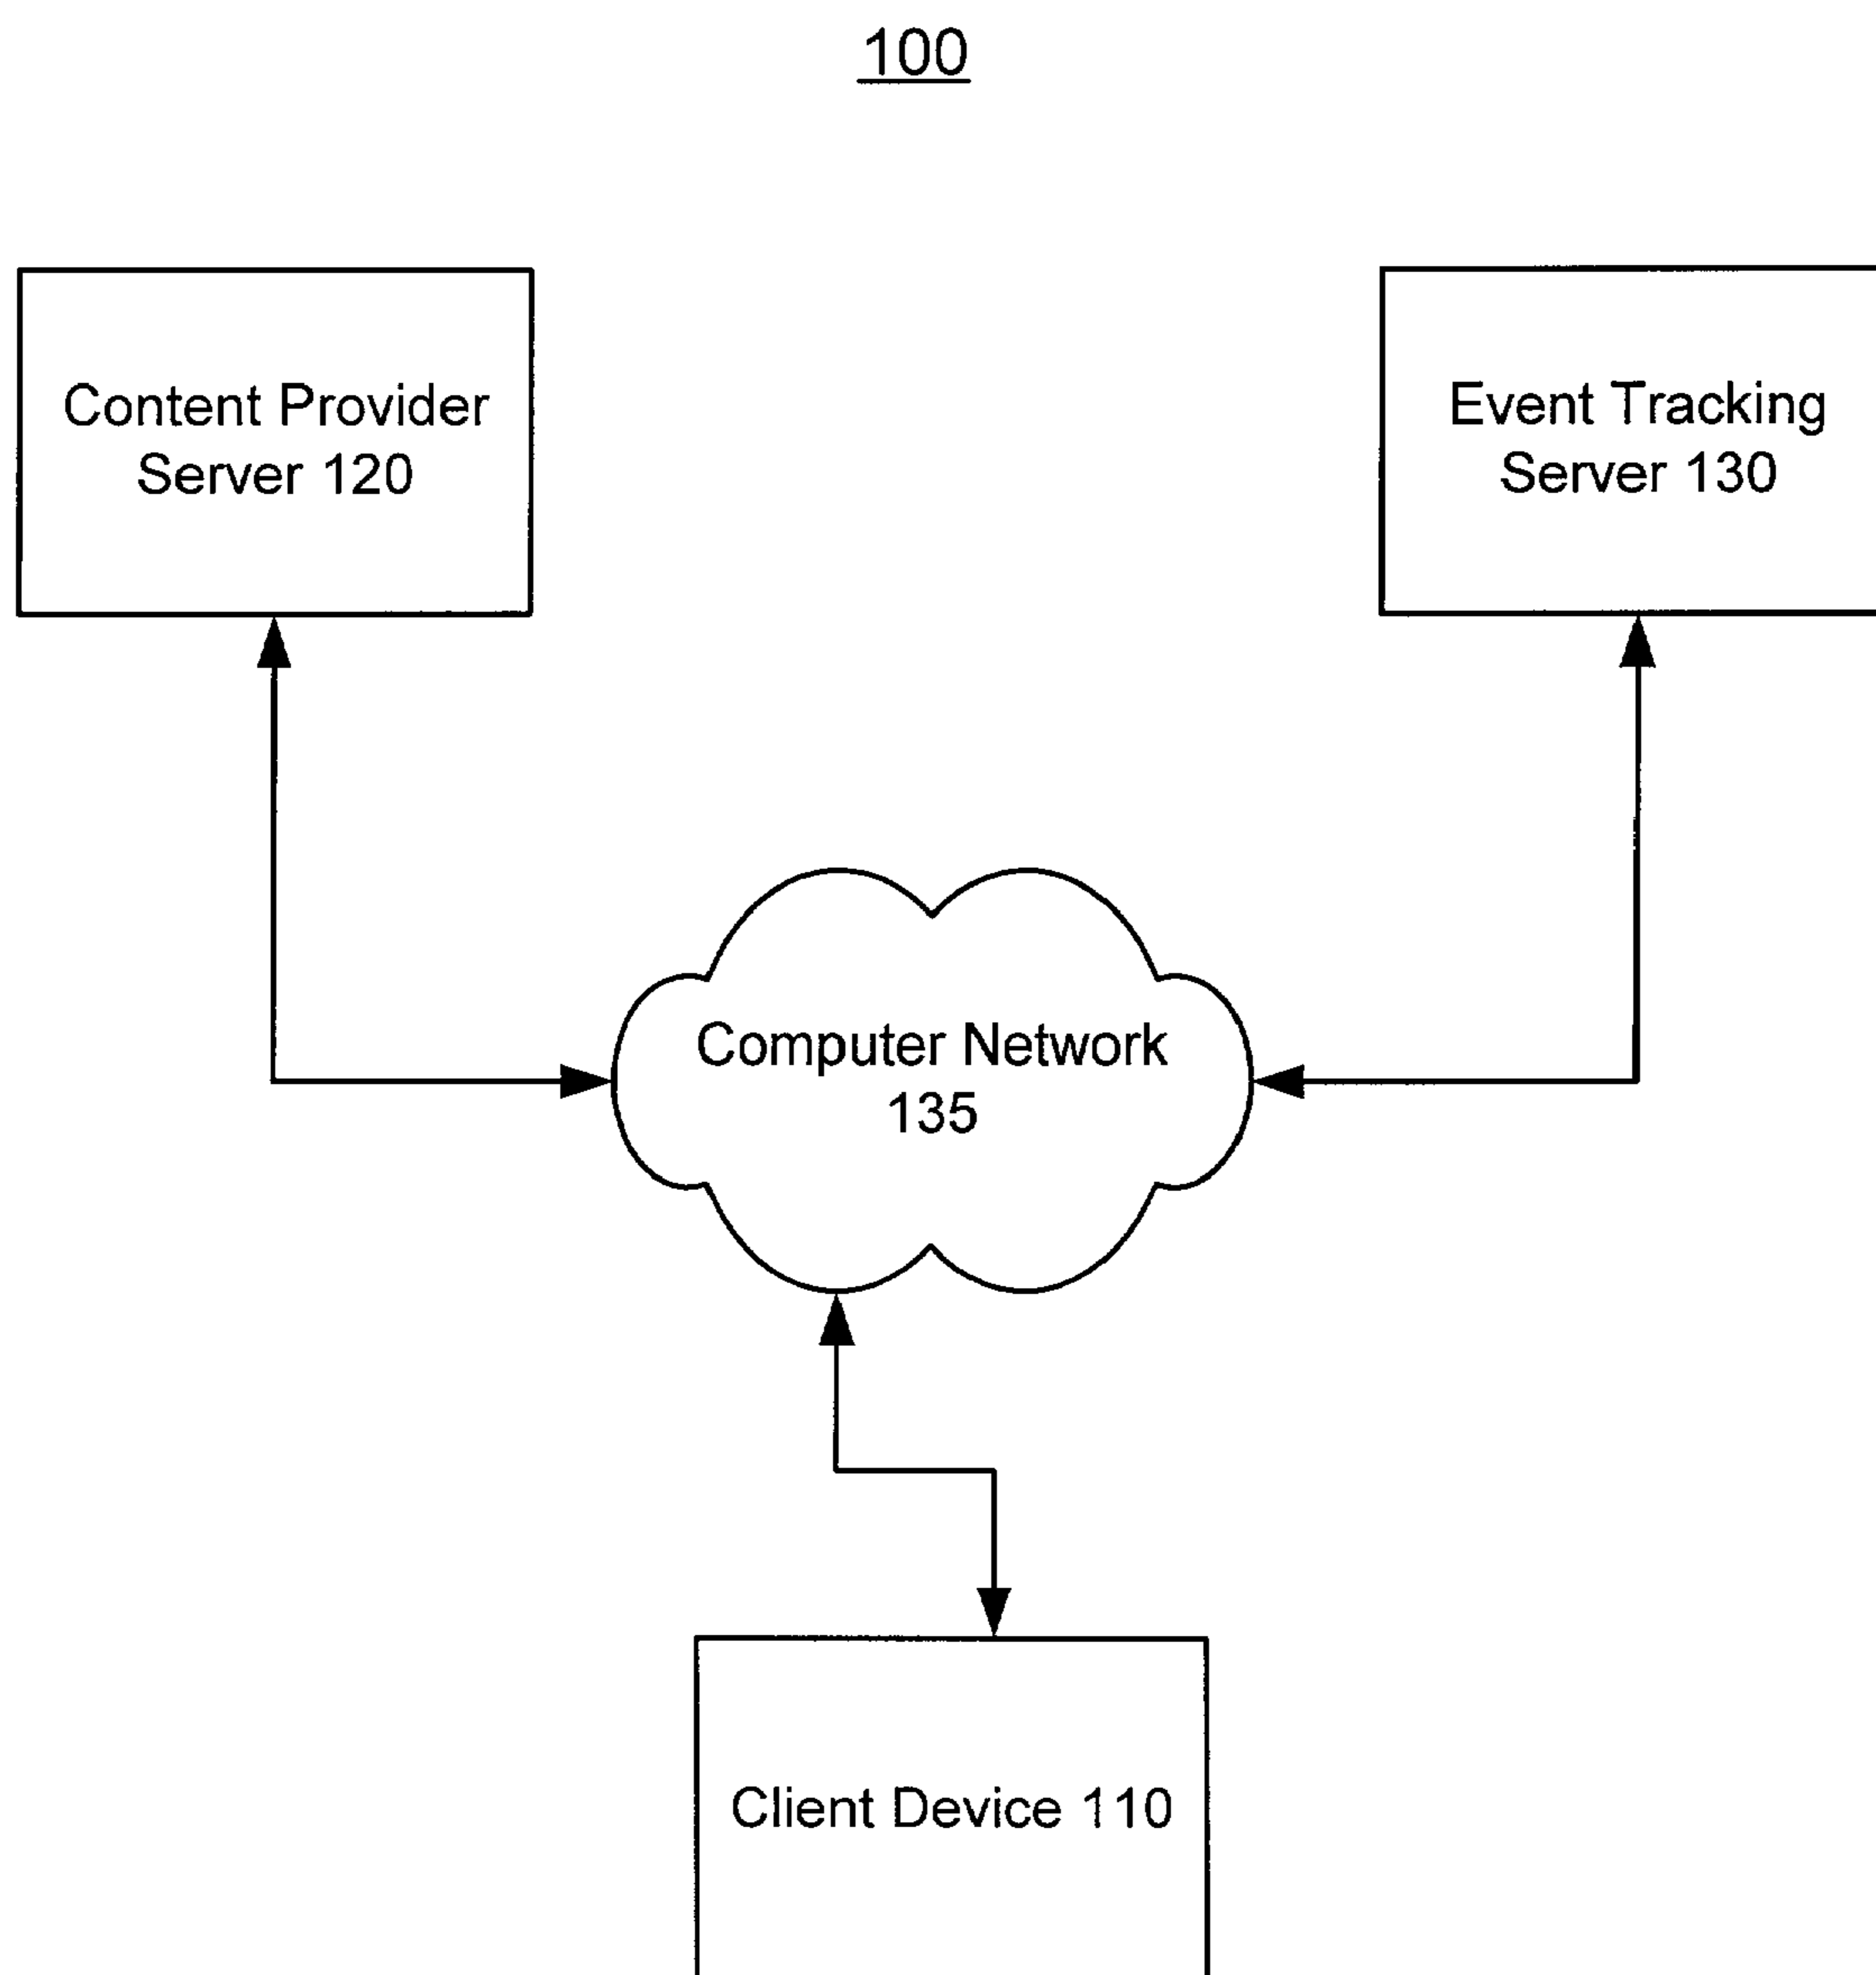 100
Content Provider
Server 120
Event Tracking
Server 130
Computer Network
135
Client Device 110